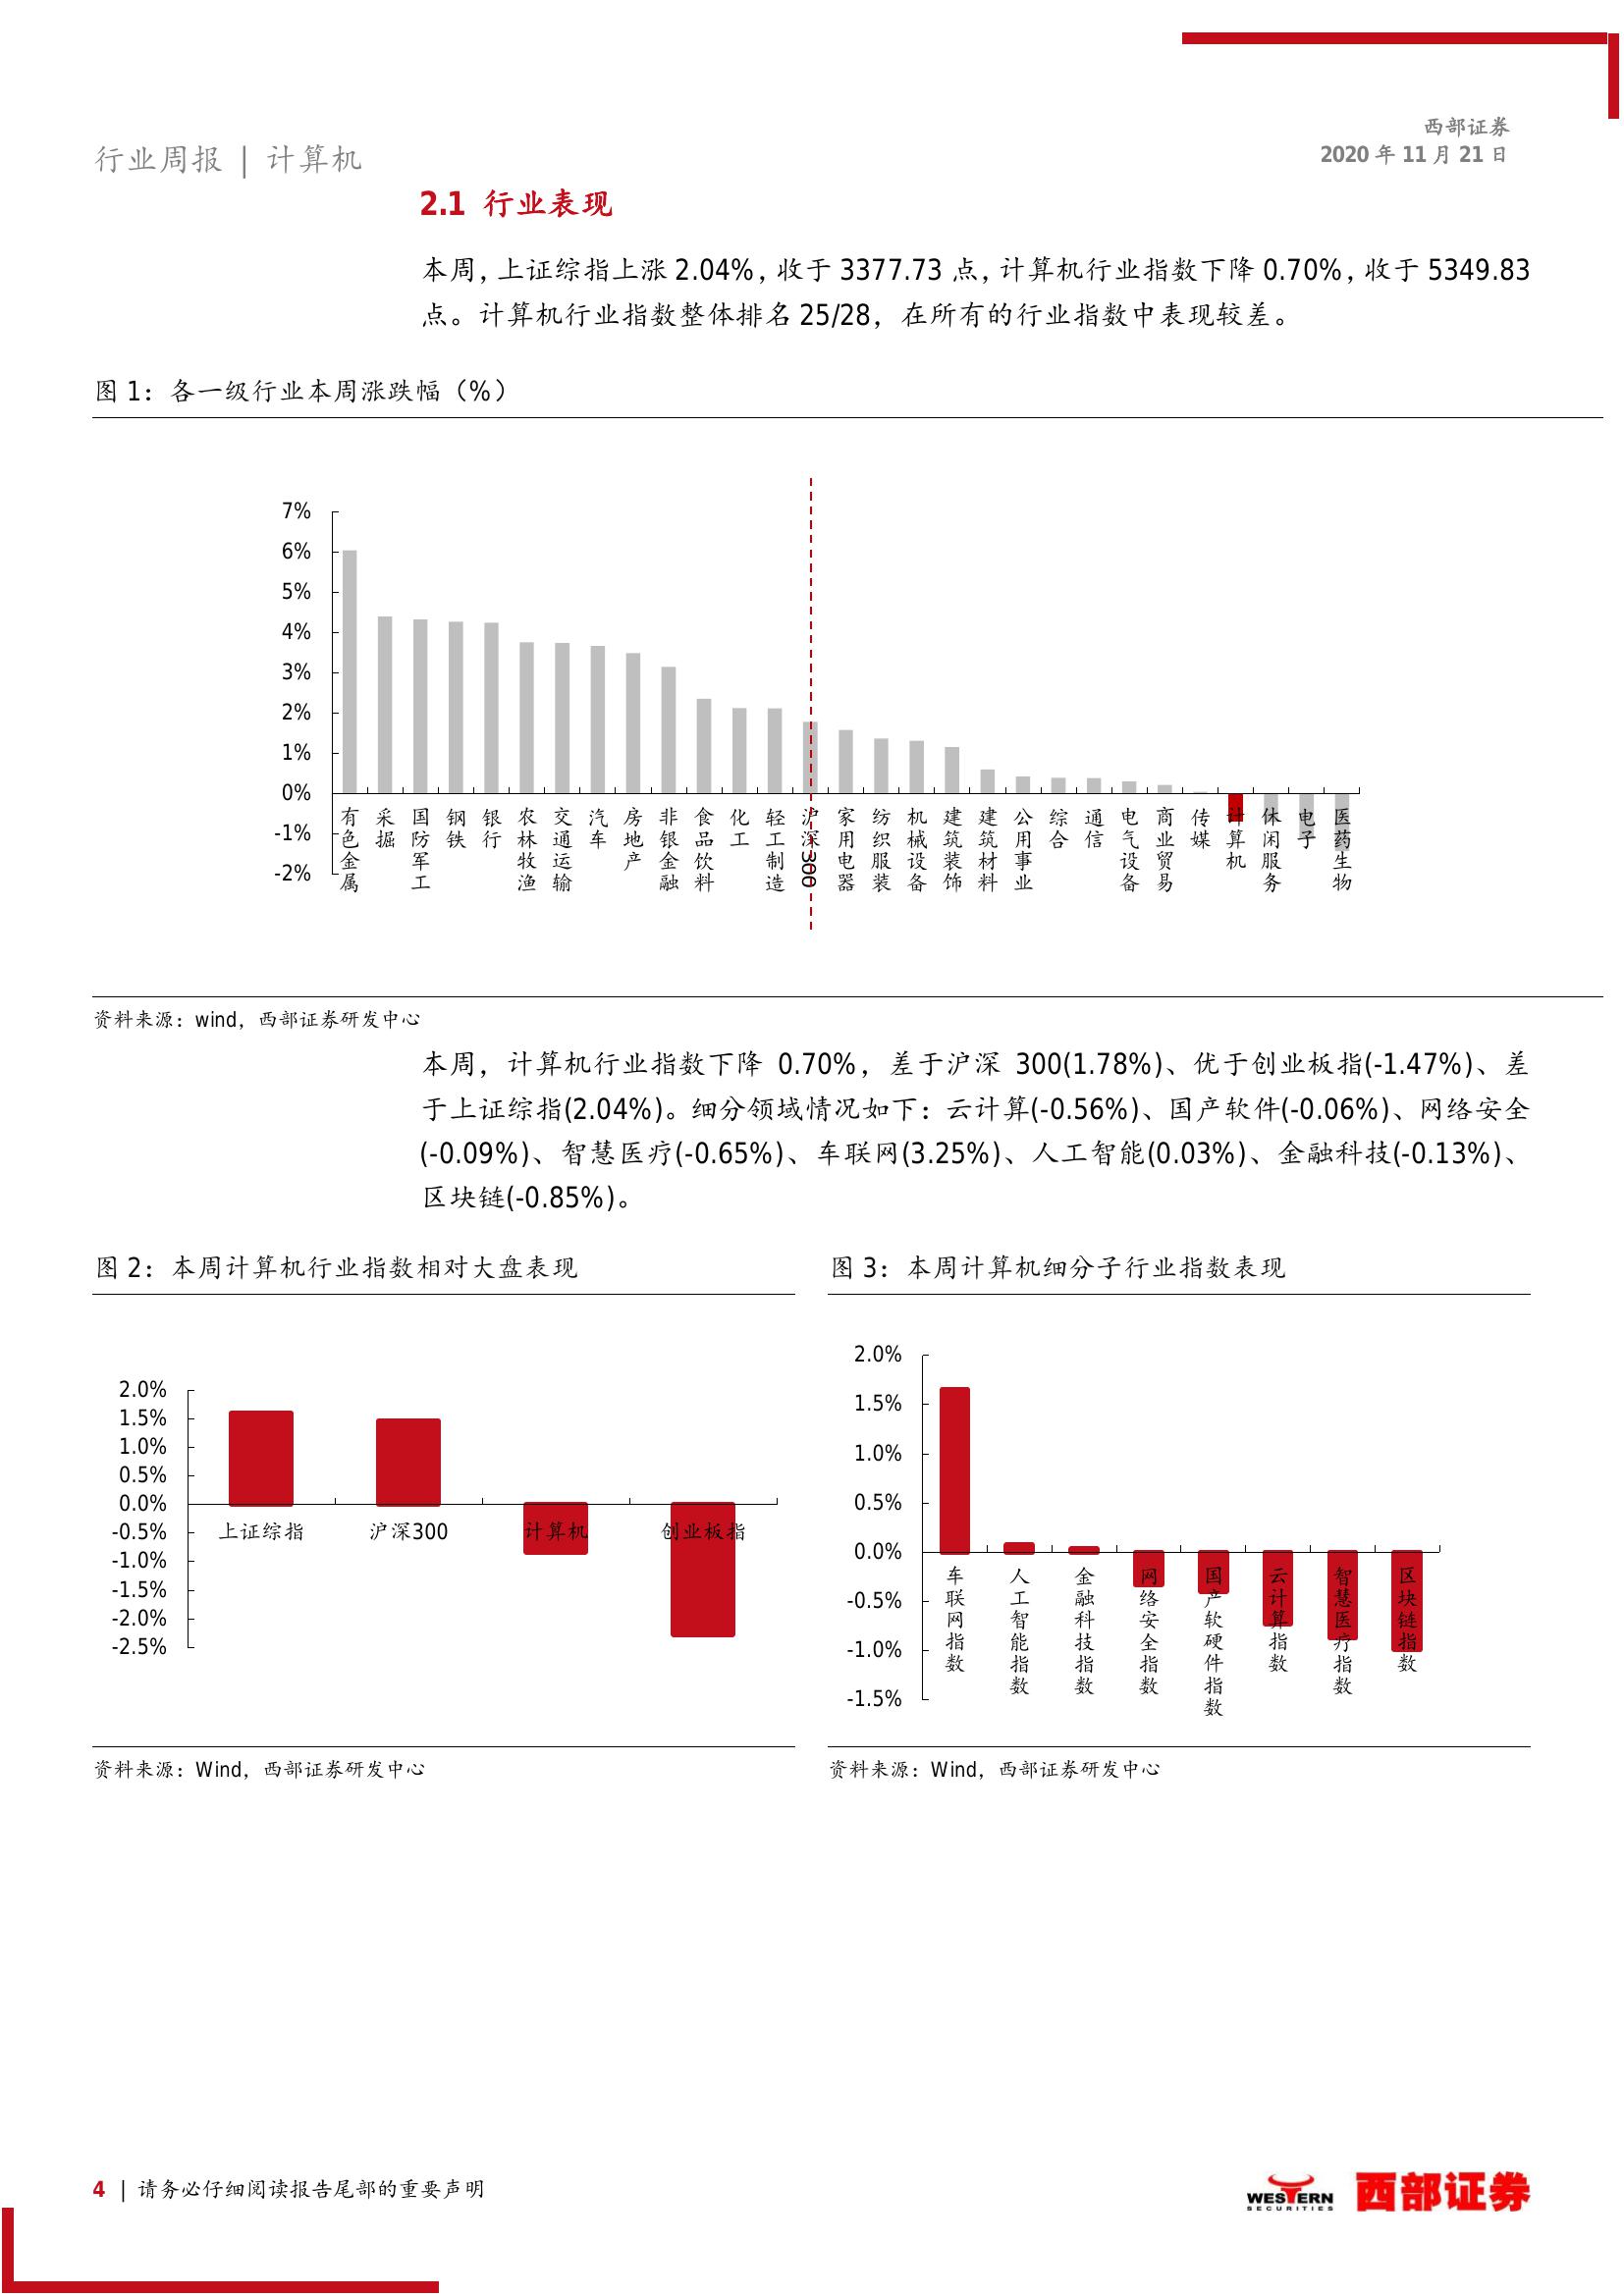 西部证券
2020 年 11 月 21 日
行业周报 | 计算机
2.1 行业表现
本周，上证综指上涨 2.04%，收于 3377.73 点，计算机行业指数下降 0.70%，收于 5349.83
点。计算机行业指数整体排名 25/28，在所有的行业指数中表现较差。
图 1：各一级行业本周涨跌幅（%）
7%
6%
5%
4%
3%
2%
1%
0%
-1%
-2%
有色金属
采掘
国防军工
钢铁
银行
农林牧渔
交通运输
汽车
房地产
非银金融
食品饮料
化工
轻工制造
沪深300
家用电器
纺织服装
机械设备
建筑装饰
建筑材料
公用事业
综合
通信
电气设备
商业贸易
传媒
计算机
休闲服务
电子
医药生物
资料来源：wind，西部证券研发中心
本周，计算机行业指数下降 0.70%，差于沪深 300(1.78%)、优于创业板指(-1.47%)、差
于上证综指(2.04%)。细分领域情况如下：云计算(-0.56%)、国产软件(-0.06%)、网络安全
(-0.09%)、智慧医疗(-0.65%)、车联网(3.25%)、人工智能(0.03%)、金融科技(-0.13%)、
区块链(-0.85%)。
图 2：本周计算机行业指数相对大盘表现
2.0%
1.5%
1.0%
0.5%
0.0%
-0.5%
-1.0%
-1.5%
-2.0%
-2.5%
上证综指
沪深300
计算机
创业板指
资料来源：Wind，西部证券研发中心
图 3：本周计算机细分子行业指数表现
2.0%
1.5%
1.0%
0.5%
0.0%
-0.5%
-1.0%
-1.5%
车联网指数
人工智能指数
金融科技指数
网络安全指数
国产软硬件指数
云计算指数
智慧医疗指数
区块链指数
资料来源：Wind，西部证券研发中心
4 | 请务必仔细阅读报告尾部的重要声明
WESTERN
SECURITIES
西部证券